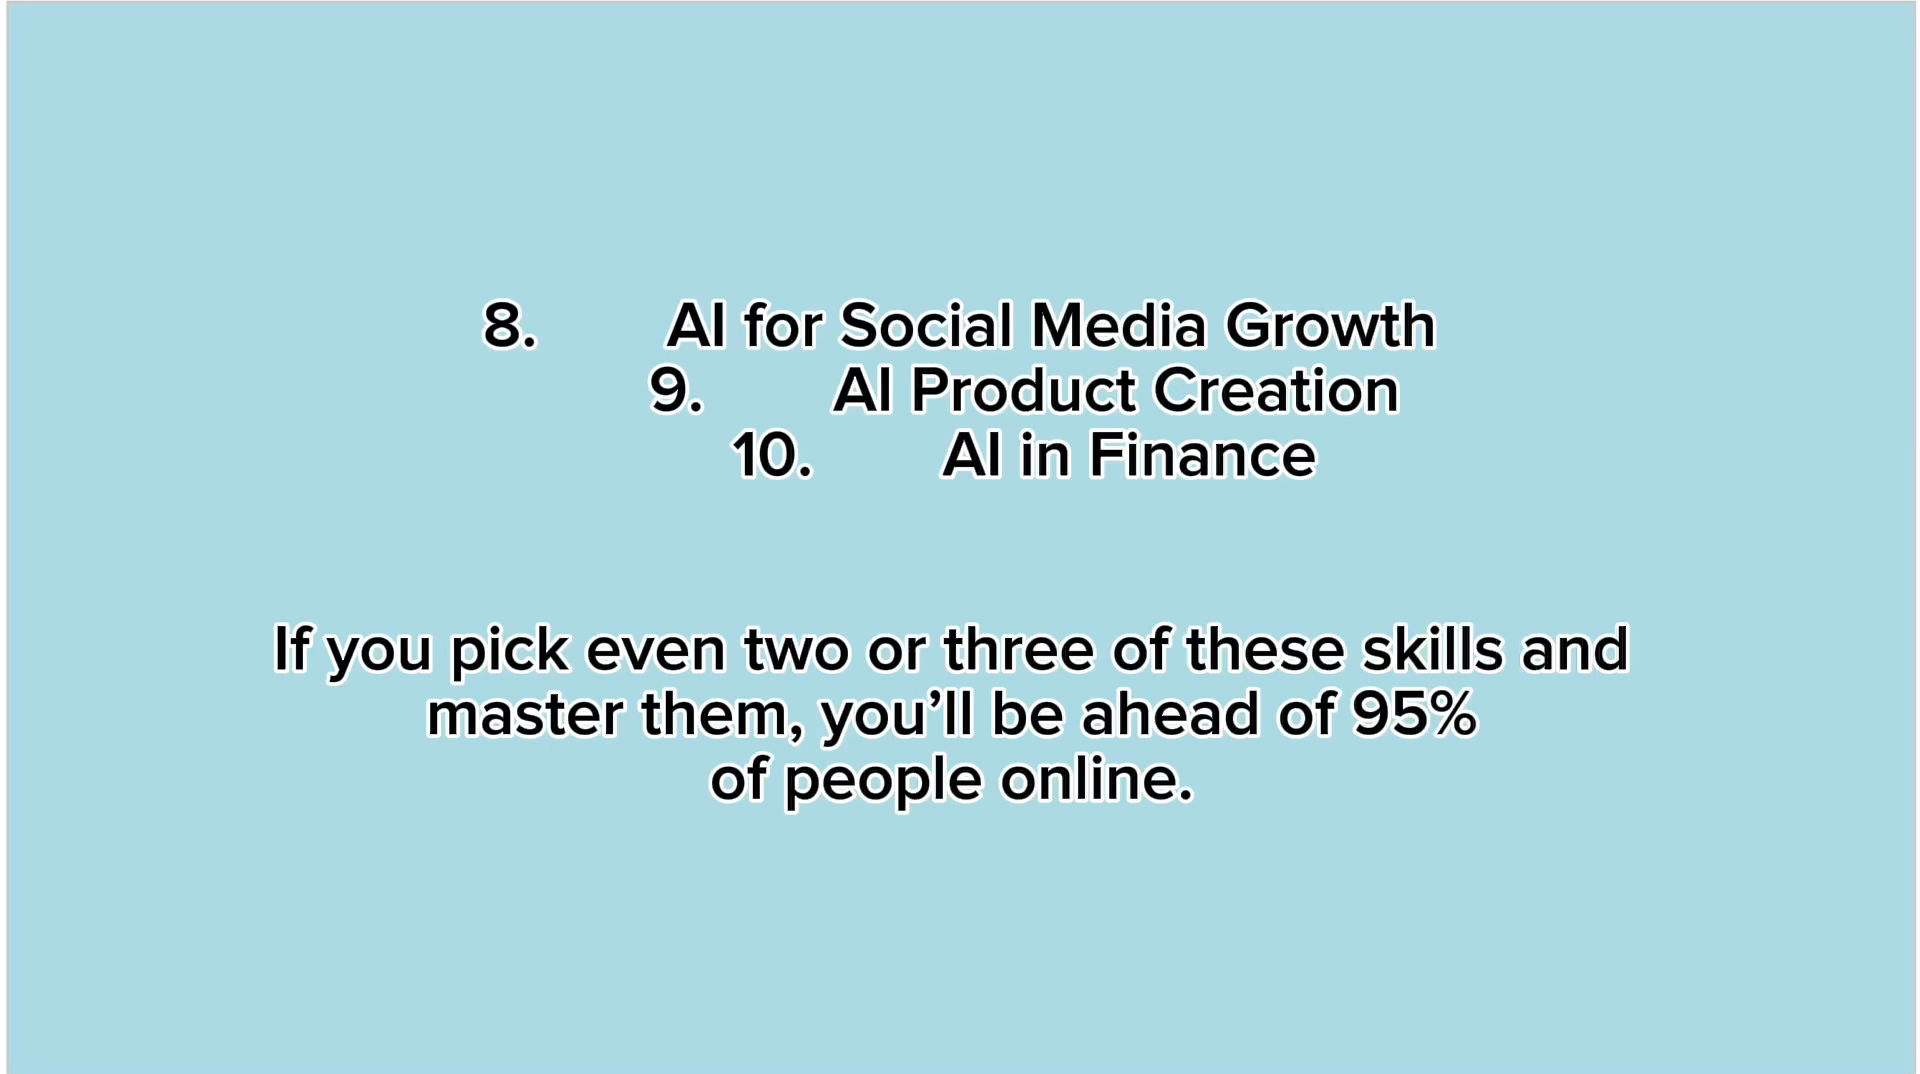 8. AI for Social Media Growth
9. AI Product Creation
10. AI in Finance
If you pick even two or three of these skills and
master them, you’ll be ahead of 95%
of people online.